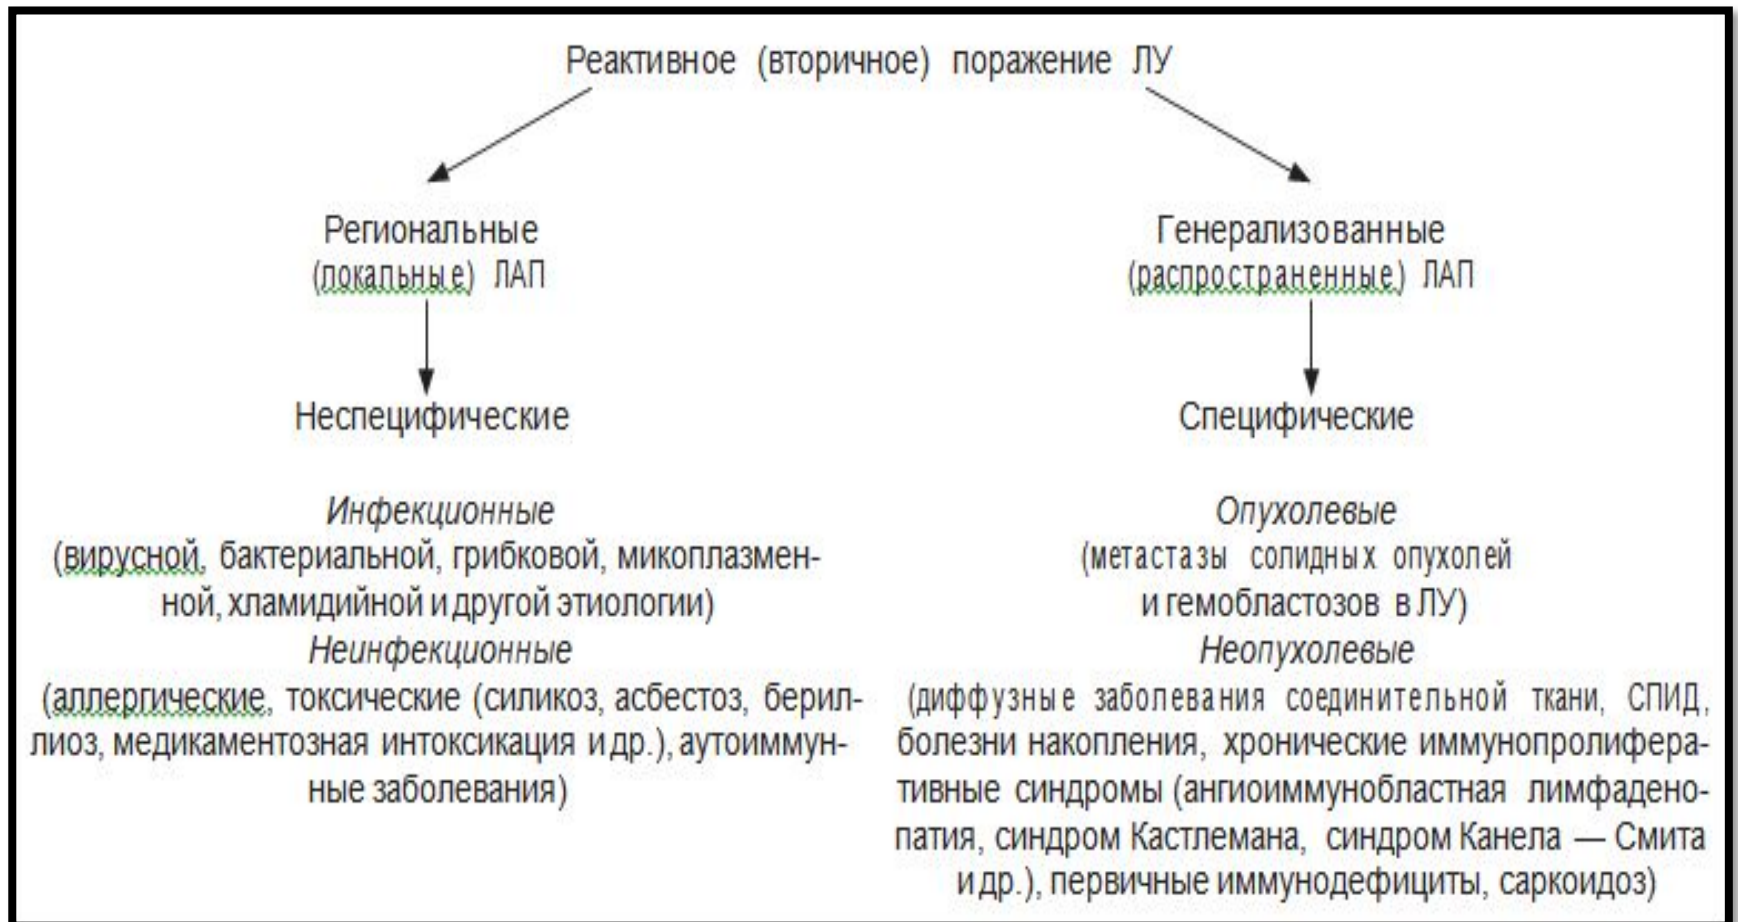 Реактивное (вторичное) поражение ЛУ
Региональные
(локальные) ЛАП
Неспецифические
Инфекционные
(вирусной, бактериальной, грибковой, микоплазмен-
ной, хламидийной и другой этиологии)
Неинфекционные
(аллергические, токсические (силикоз, асбестоз, берил-
лиоз, медикаментозная интоксикация и др.), аутоиммун-
ные заболевания)
Генерализованные
(распространенные) ЛАП
Специфические
Опухолевые
(метастазы солидных опухолей
и гемобластозов в ЛУ)
Неопухолевые
(диффузные заболевания соединительной ткани, СПИД,
болезни накопления, хронические иммунопролифера-
тивные синдромы (ангиоиммунобластная лимфадено-
патия, синдром Кастлемана, синдром Канела — Смита
и др.), первичные иммунодефициты, саркоидоз)